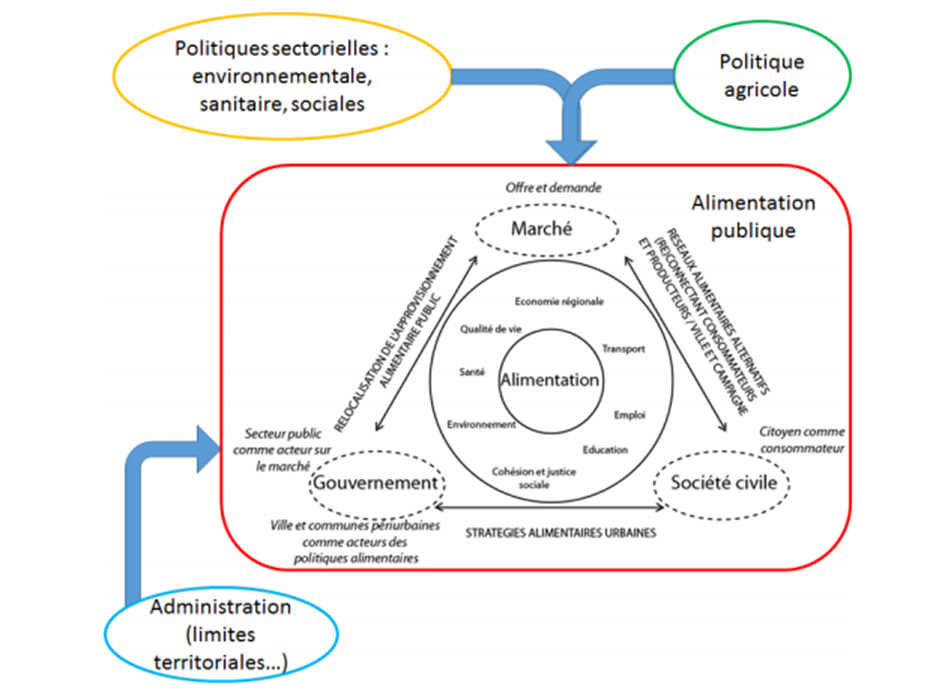 Politiques sectorielles :
environnementale,
sanitaire, sociales
Politique
agricole
Offre et demande
Marché
Alimentation
publique
RELOCALISATION DE L'APPROVISIONNEMENT
ALIMENTAIRE PUBLIC
RESEAUX ALIMENTAIRES ALTERNATIFS
(RE)CONNECTANT CONSOMMATEURS
ET PRODUCTEURS / VILLE ET CAMPAGNE
Economie régionale
Qualité de vie
Transport
Santé
Alimentation
Emploi
Environnement
Education
Cohésion et justice
sociale
Secteur public
comme acteur sur
le marché
Gouvernement
Ville et communes périurbaines
comme acteurs des
politiques alimentaires
Citoyen comme
consommateur
Société civile
STRATEGIES ALIMENTAIRES URBAINES
Administration
(limites
territoriales...)